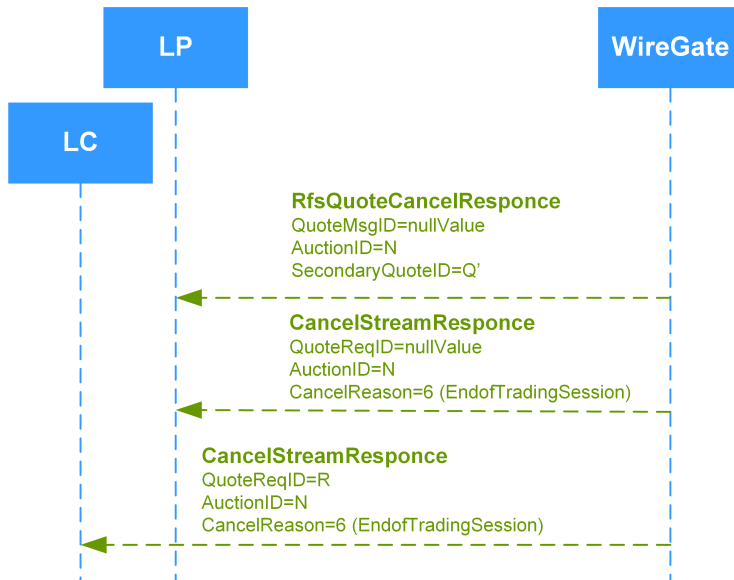 LP
WireGate
LC
RfsQuoteCancelResponce
QuoteMsgID=nullValue
AuctionID=N
SecondaryQuoteID=Q’
CancelStreamResponce
QuoteReqID=nullValue
AuctionID=N
CancelReason=6 (EndofTradingSession)
CancelStreamResponce
QuoteReqID=R
AuctionID=N
CancelReason=6 (EndofTradingSession)